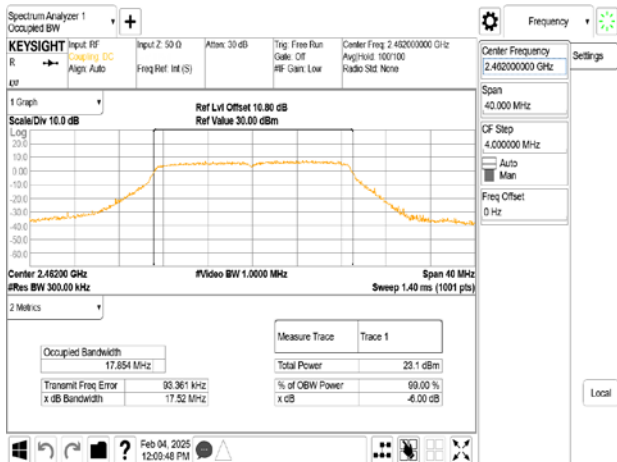 Spectrum Analyzer 1
Occupied BW
Frequency
Settings
KEYSIGHT
R
Input: RF
Coupling: DC
Align: Auto
Input Z: 50 Ω
Freq Ref: Int (S)
Atten: 30 dB
Trig: Free Run
Gate: Off
#IF Gain: Low
Center Freq: 2.462000000 GHz
Avg|Hold: 100/100
Radio Std: None
Center Frequency
2.462000000 GHz
Span
40.000 MHz
CF Step
4.000000 MHz
Auto
Man
Freq Offset
0 Hz
Local
1 Graph
Ref Lvl Offset 10.80 dB
Scale/Div 10.0 dB
Ref Value 30.00 dBm
Log
20.0
10.0
0.00
-10.0
-20.0
-30.0
-40.0
-50.0
-60.0
Center 2.46200 GHz
#Video BW 1.0000 MHz
Span 40 MHz
#Res BW 300.00 kHz
Sweep 1.40 ms (1001 pts)
2 Metrics
Measure Trace
Trace 1
Occupied Bandwidth
17.854 MHz
Total Power
23.1 dBm
Transmit Freq Error
93.361 kHz
% of OBW Power
99.00 %
x dB Bandwidth
17.52 MHz
x dB
-6.00 dB
?
Feb 04, 2025
12:09:48 PM